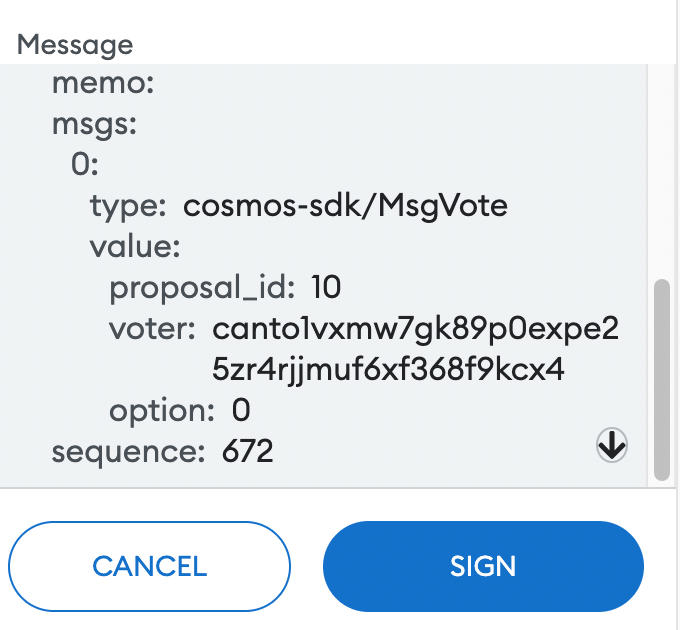 Message
memo:
msgs:
0:
type: cosmos-sdk/MsgVote
value:
proposal_id: 10
voter: canto1vxmw7gk89p0expe2
5zr4rjjmuf6xf368f9kcx4
option: 0
sequence: 672
CANCEL
SIGN